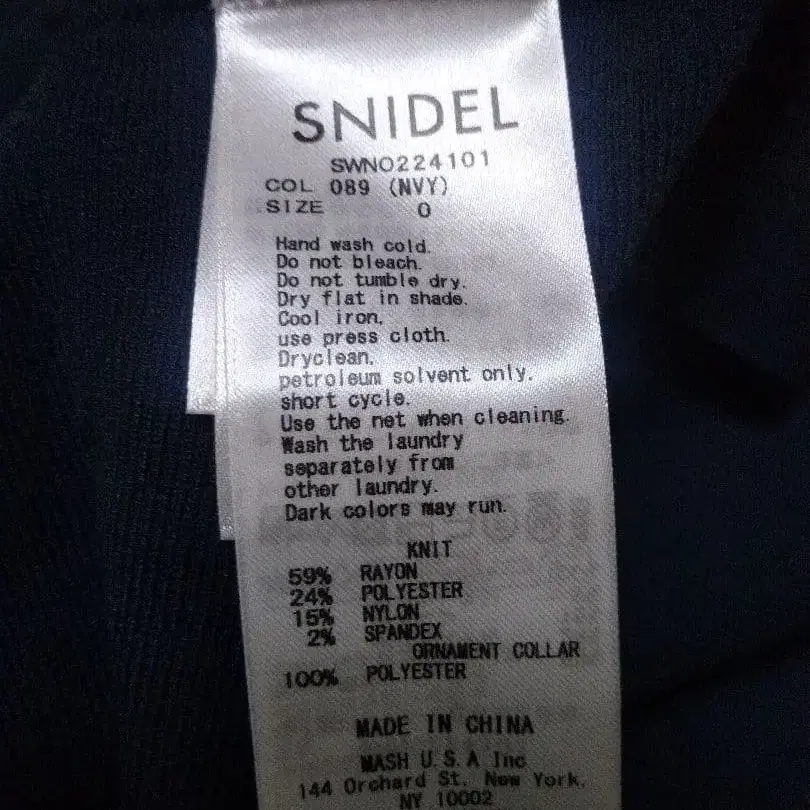 SNIDEL
SWNO224101
COL 089 (NVY)
SIZE 0
Hand wash cold.
Do not bleach.
Do not tumble dry.
Dry flat in shade.
Cool iron.
use press cloth.
Dryclean.
petroleum solvent only.
short cycle.
Use the net when cleaning.
Wash the laundry
separately from
other laundry.
Dark colors may run.
KNIT
59% RAYON
24% POLYESTER
15% NYLON
2% SPANDEX
ORNAMENT COLLAR
100% POLYESTER
MADE IN CHINA
MASH U.S.A Inc
144 Orchard St, New York,
NY 10002